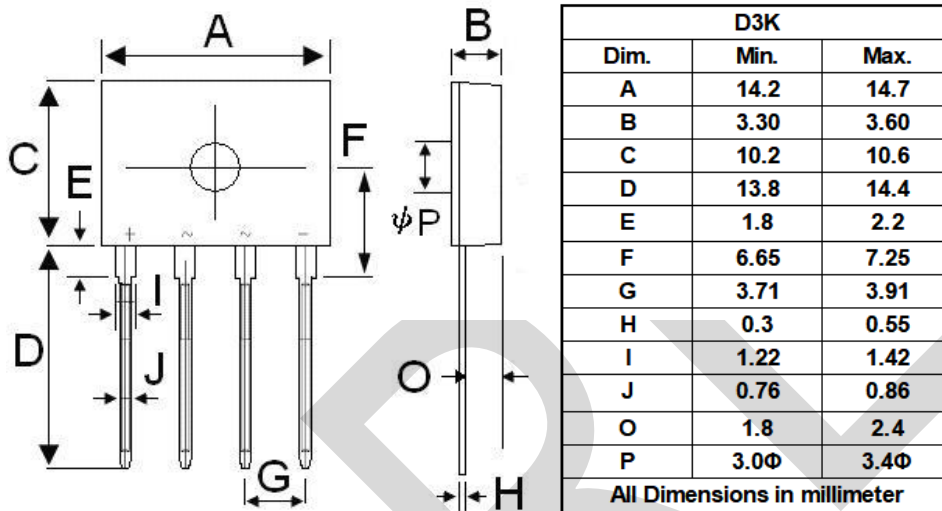 A
B
C
E
F
ψP
+ ~ ~ -
I
D
J
O
G
H
D3K
Dim. Min. Max.
A 14.2 14.7
B 3.30 3.60
C 10.2 10.6
D 13.8 14.4
E 1.8 2.2
F 6.65 7.25
G 3.71 3.91
H 0.3 0.55
I 1.22 1.42
J 0.76 0.86
O 1.8 2.4
P 3.0Φ 3.4Φ
All Dimensions in millimeter